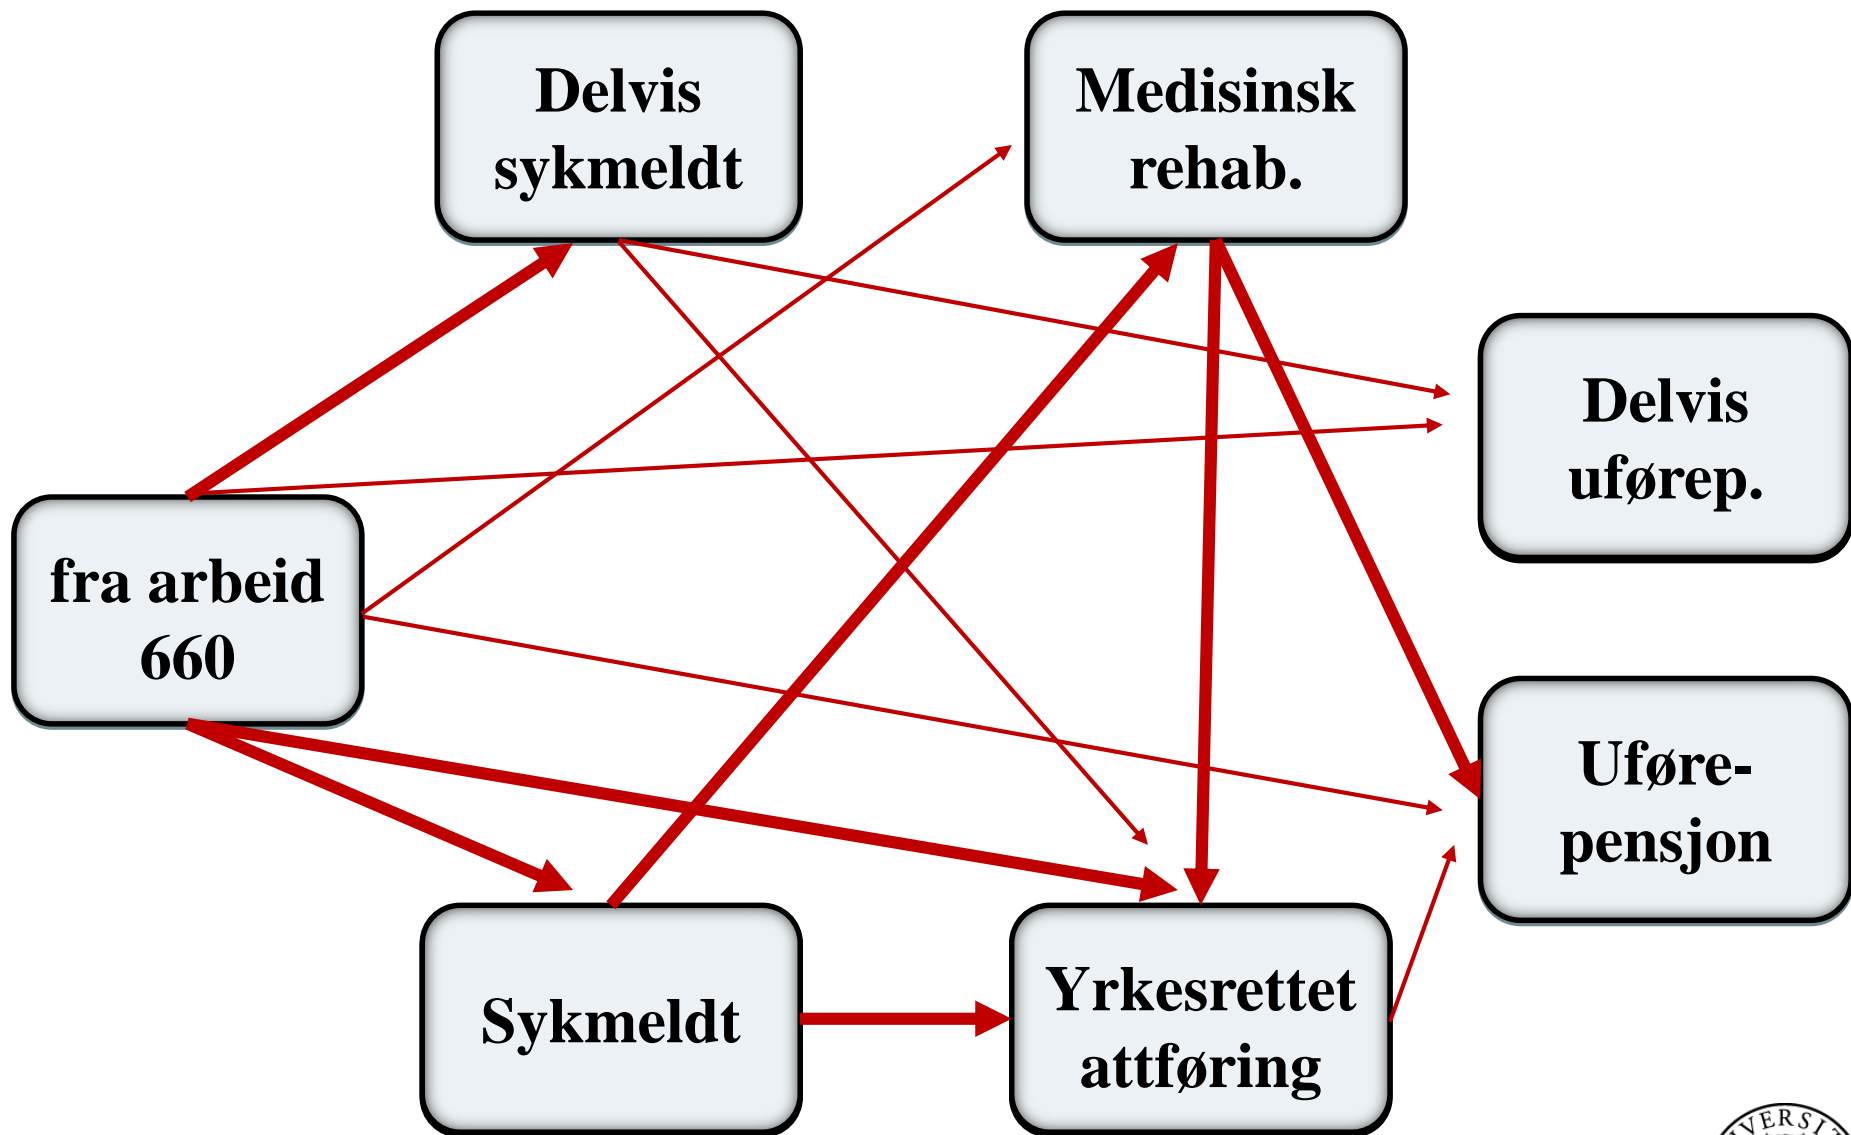 Delvis
sykmeldt
Medisinsk
rehab.
Delvis
uførep.
fra arbeid
660
Uføre-
pensjon
Sykmeldt
Yrkesrettet
attføring